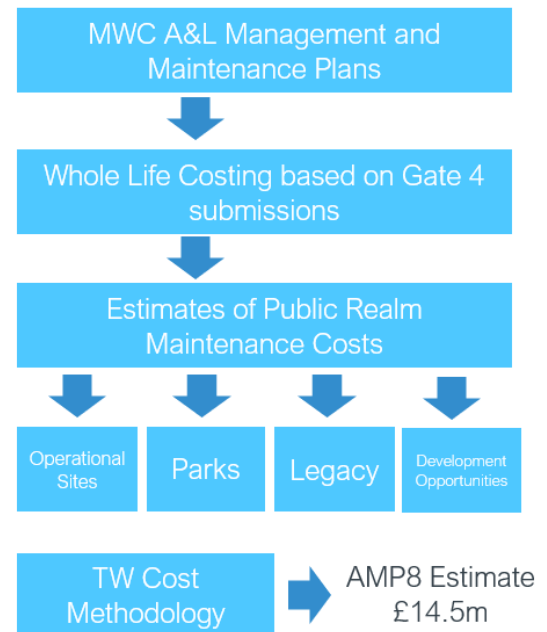 MWC A&L Management and
Maintenance Plans
Whole Life Costing based on Gate 4
submissions
Estimates of Public Realm
Maintenance Costs
Operational
Sites
Parks
Legacy
Development
Opportunities
TW Cost
Methodology
AMP8 Estimate
£14.5m